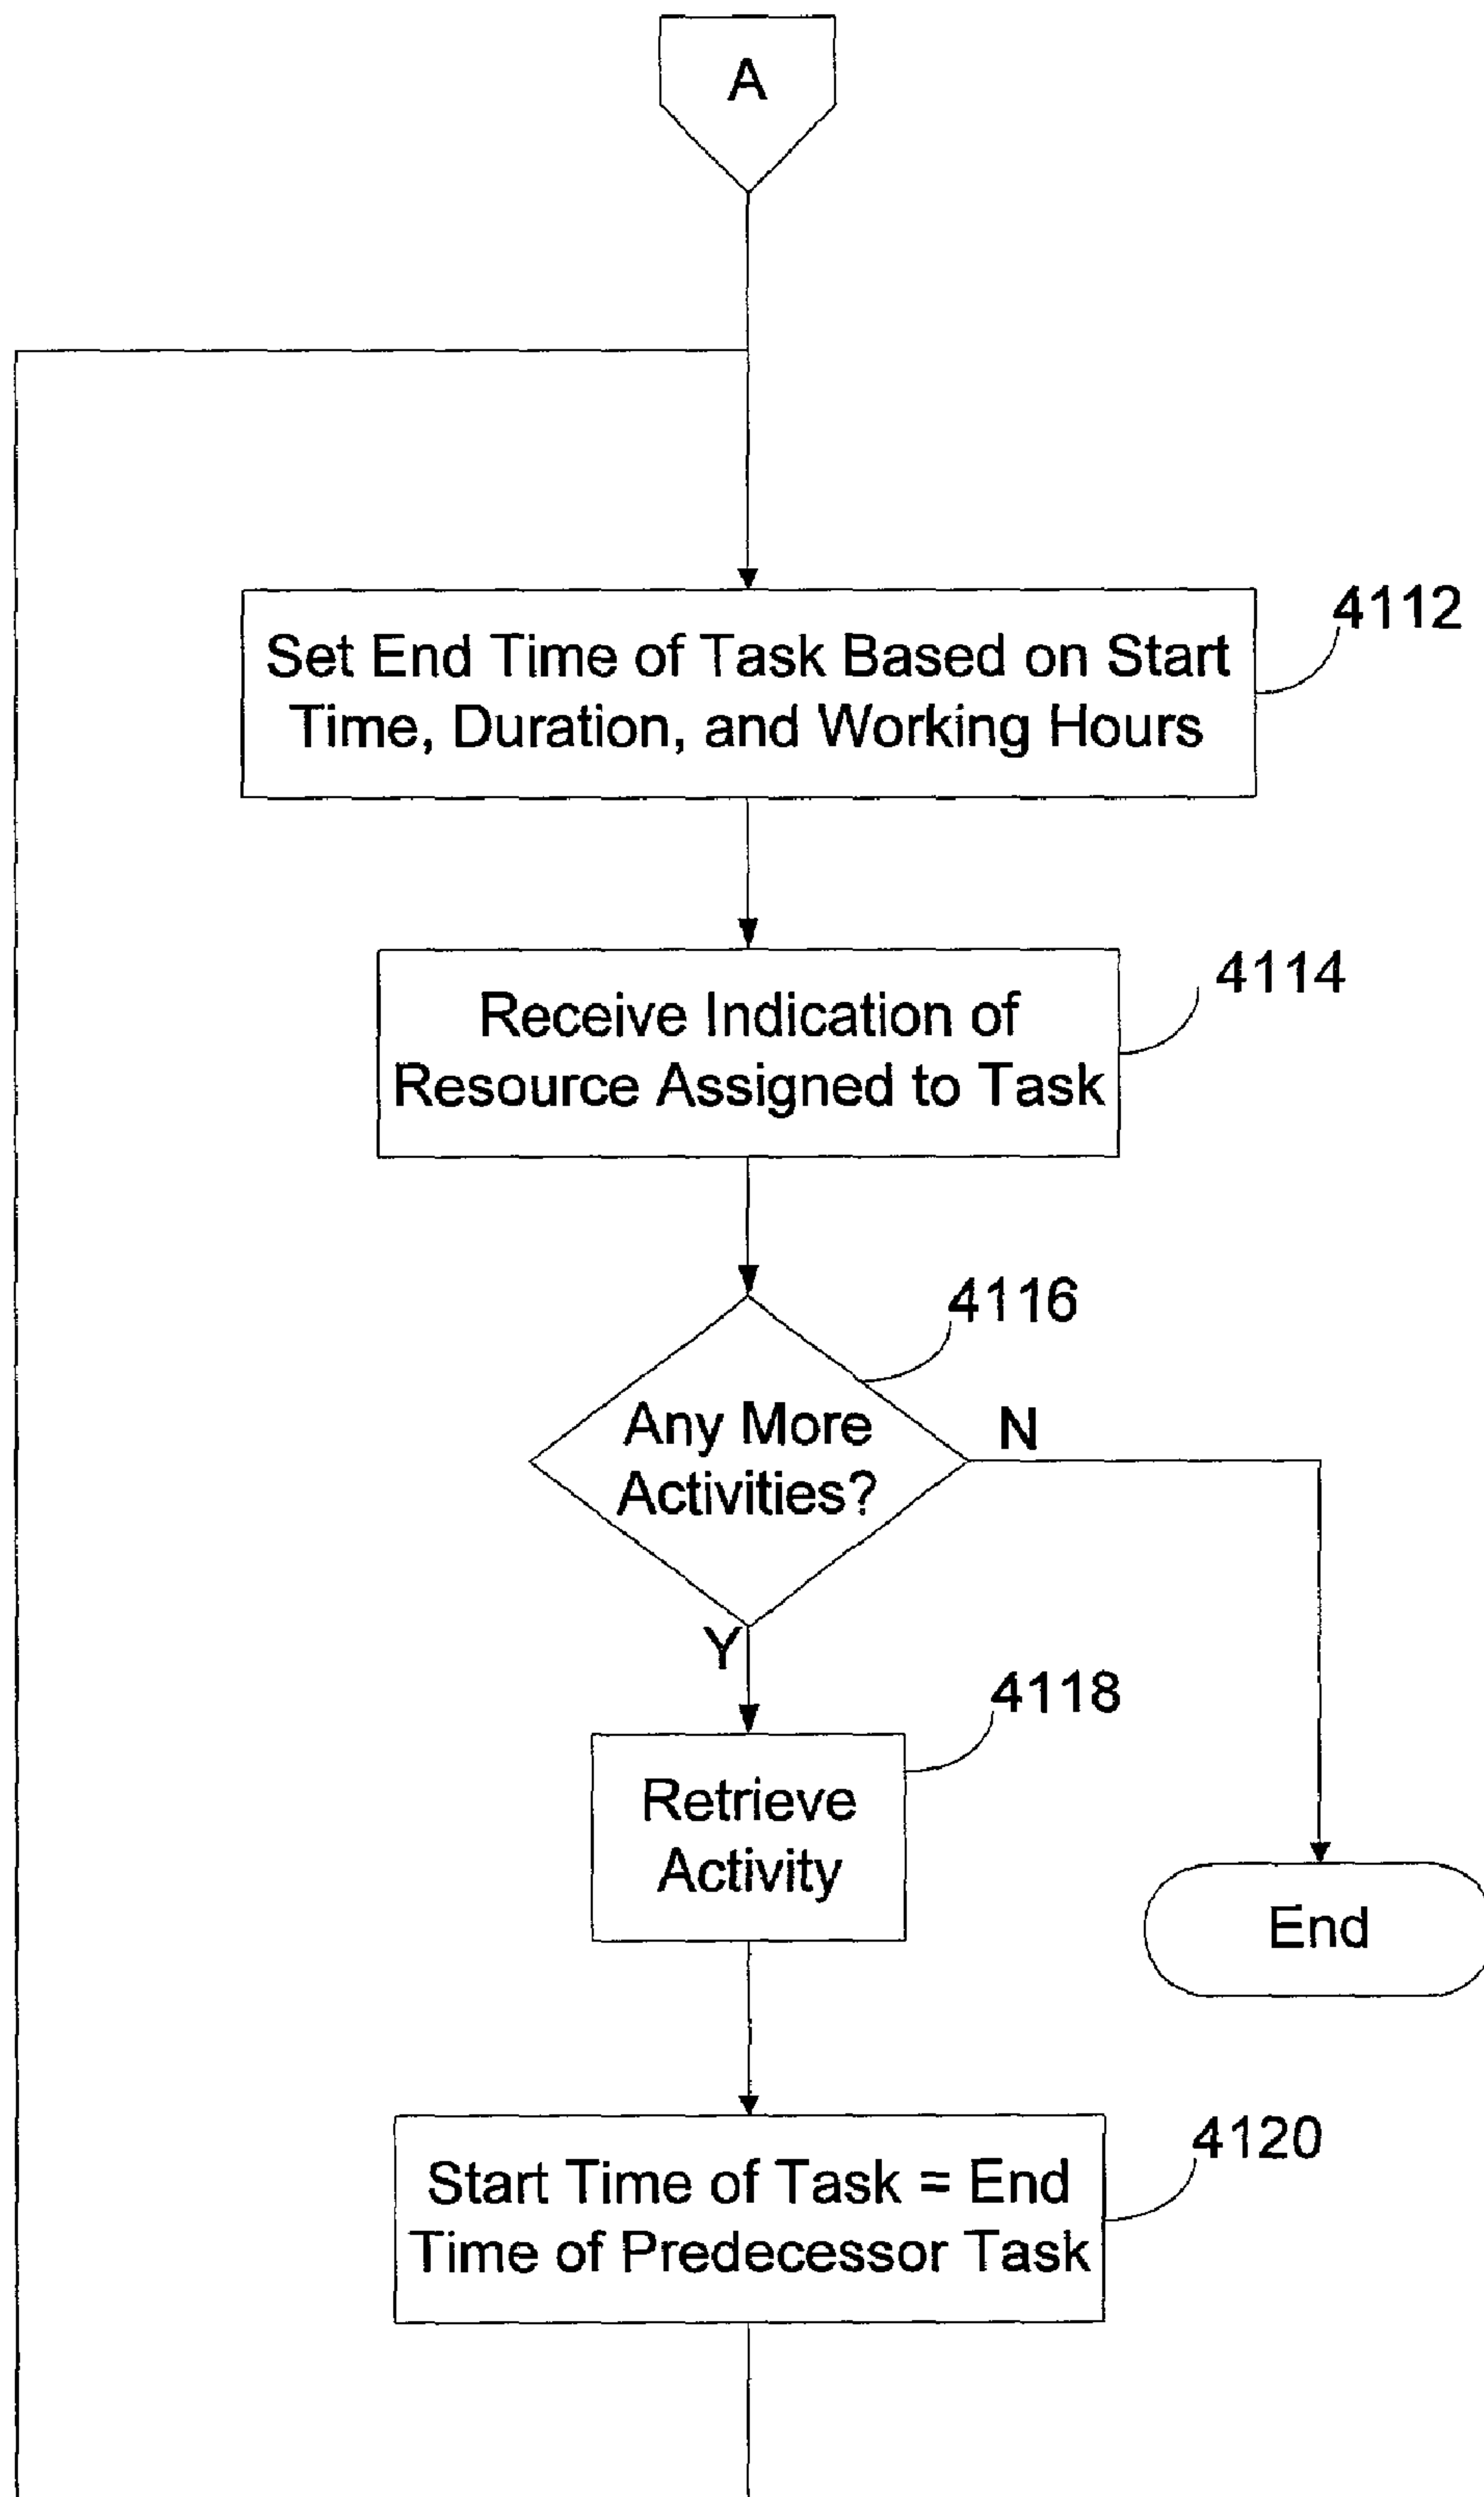 A
4112
Set End Time of Task Based on Start
Time, Duration, and Working Hours
4114
Receive Indication of
Resource Assigned to Task
4116
Any More
Activities?
N
Y
4118
Retrieve
Activity
End
4120
Start Time of Task = End
Time of Predecessor Task